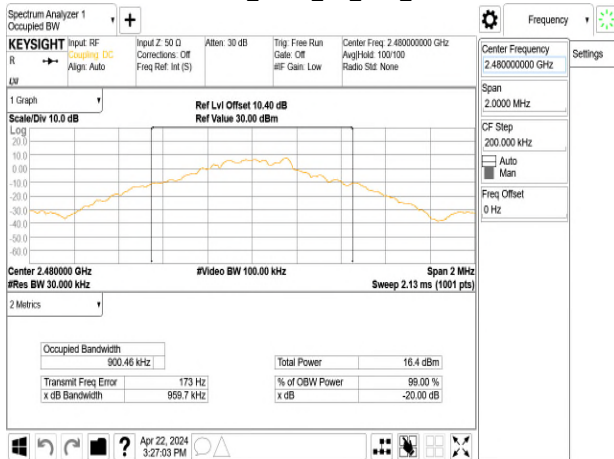 Spectrum Analyzer 1
Occupied BW
+
Frequency
KEYSIGHT
Input: RF
Coupling: DC
Align: Auto
R
LXI
Input Z: 50 Ω
Corrections: Off
Freq Ref: Int (S)
Atten: 30 dB
Trig: Free Run
Gate: Off
#IF Gain: Low
Center Freq: 2.480000000 GHz
Avg|Hold: 100/100
Radio Std: None
Center Frequency
2.480000000 GHz
Settings
Span
2.0000 MHz
CF Step
200.000 kHz
Auto
Man
Freq Offset
0 Hz
1 Graph
Scale/Div 10.0 dB
Ref Lvl Offset 10.40 dB
Ref Value 30.00 dBm
Log
20.0
10.0
0.00
-10.0
-20.0
-30.0
-40.0
-50.0
-60.0
Center 2.480000 GHz
#Res BW 30.000 kHz
#Video BW 100.00 kHz
Span 2 MHz
Sweep 2.13 ms (1001 pts)
2 Metrics
Occupied Bandwidth
900.46 kHz
Transmit Freq Error 173 Hz
x dB Bandwidth 959.7 kHz
Total Power 16.4 dBm
% of OBW Power 99.00 %
x dB -20.00 dB
?
Apr 22, 2024
3:27:03 PM